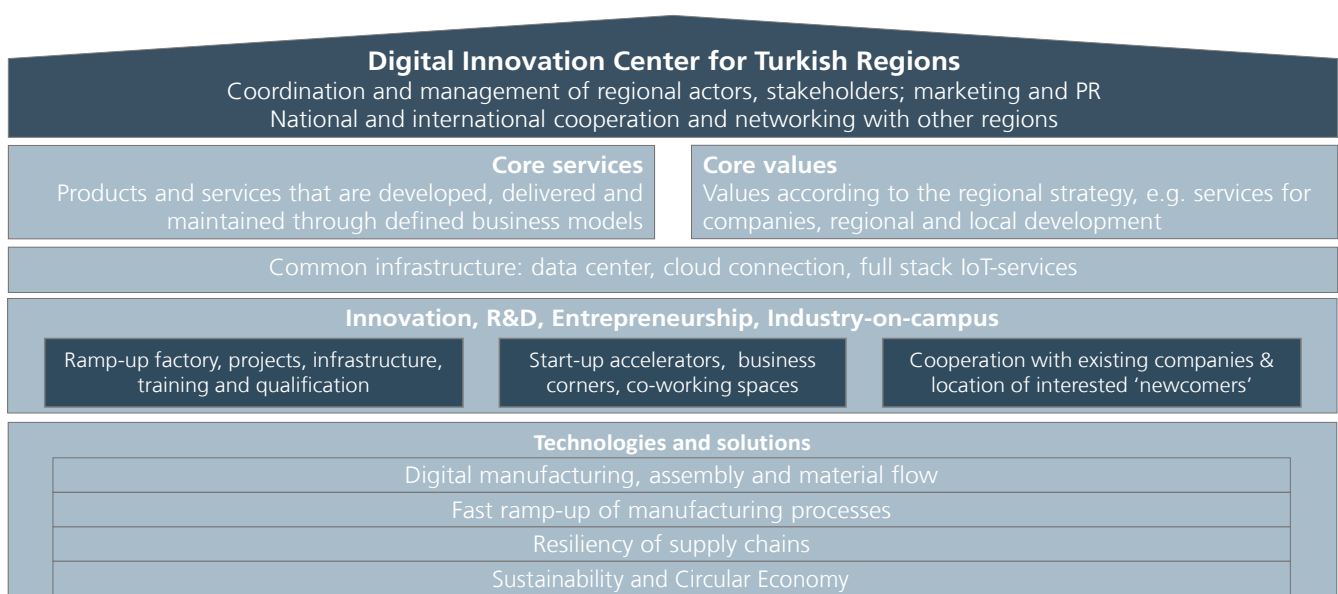 Digital Innovation Center for Turkish Regions
Coordination and management of regional actors, stakeholders; marketing and PR
National and international cooperation and networking with other regions
Core services
Products and services that are developed, delivered and
maintained through defined business models
Core values
Values according to the regional strategy, e.g. services for
companies, regional and local development
Common infrastructure: data center, cloud connection, full stack IoT-services
Innovation, R&D, Entrepreneurship, Industry-on-campus
Ramp-up factory, projects, infrastructure,
training and qualification
Start-up accelerators, business
corners, co-working spaces
Cooperation with existing companies &
location of interested ‘newcomers’
Technologies and solutions
Digital manufacturing, assembly and material flow
Fast ramp-up of manufacturing processes
Resiliency of supply chains
Sustainability and Circular Economy